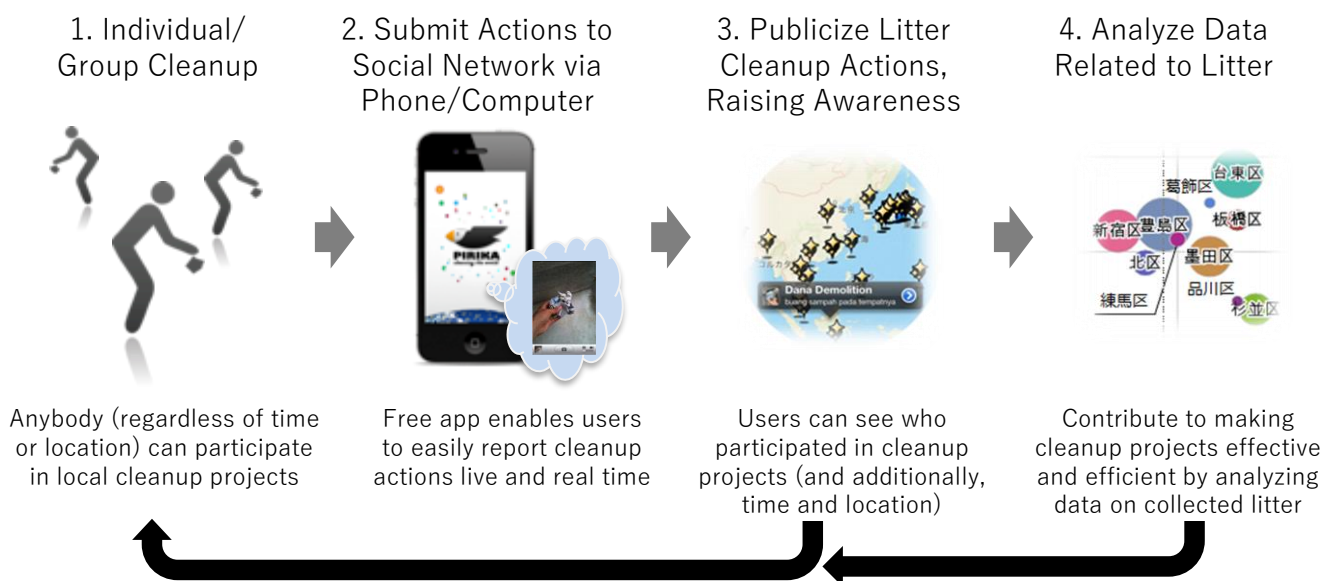 1. Individual/
Group Cleanup
2. Submit Actions to
Social Network via
Phone/Computer
3. Publicize Litter
Cleanup Actions,
Raising Awareness
4. Analyze Data
Related to Litter
PIRIKA
Dana Demolition
buang sampah pada tempatnya
台東区
葛飾区
新宿区
豊島区
板橋区
北区
墨田区
練馬区
品川区
杉並区
Anybody (regardless of time
or location) can participate
in local cleanup projects
Free app enables users
to easily report cleanup
actions live and real time
Users can see who
participated in cleanup
projects (and additionally,
time and location)
Contribute to making
cleanup projects effective
and efficient by analyzing
data on collected litter